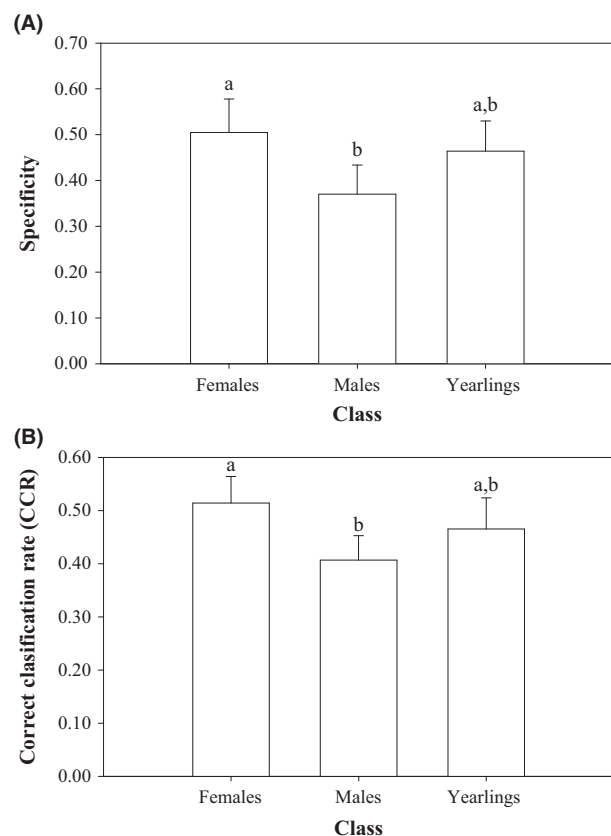 (A)
0.70
0.60
0.50
0.40
0.30
0.20
0.10
0.00
Specificity
a
b
a,b
Females Males Yearlings
Class
(B)
0.60
0.50
0.40
0.30
0.20
0.10
0.00
Correct clasification rate (CCR)
a
b
a,b
Females Males Yearlings
Class